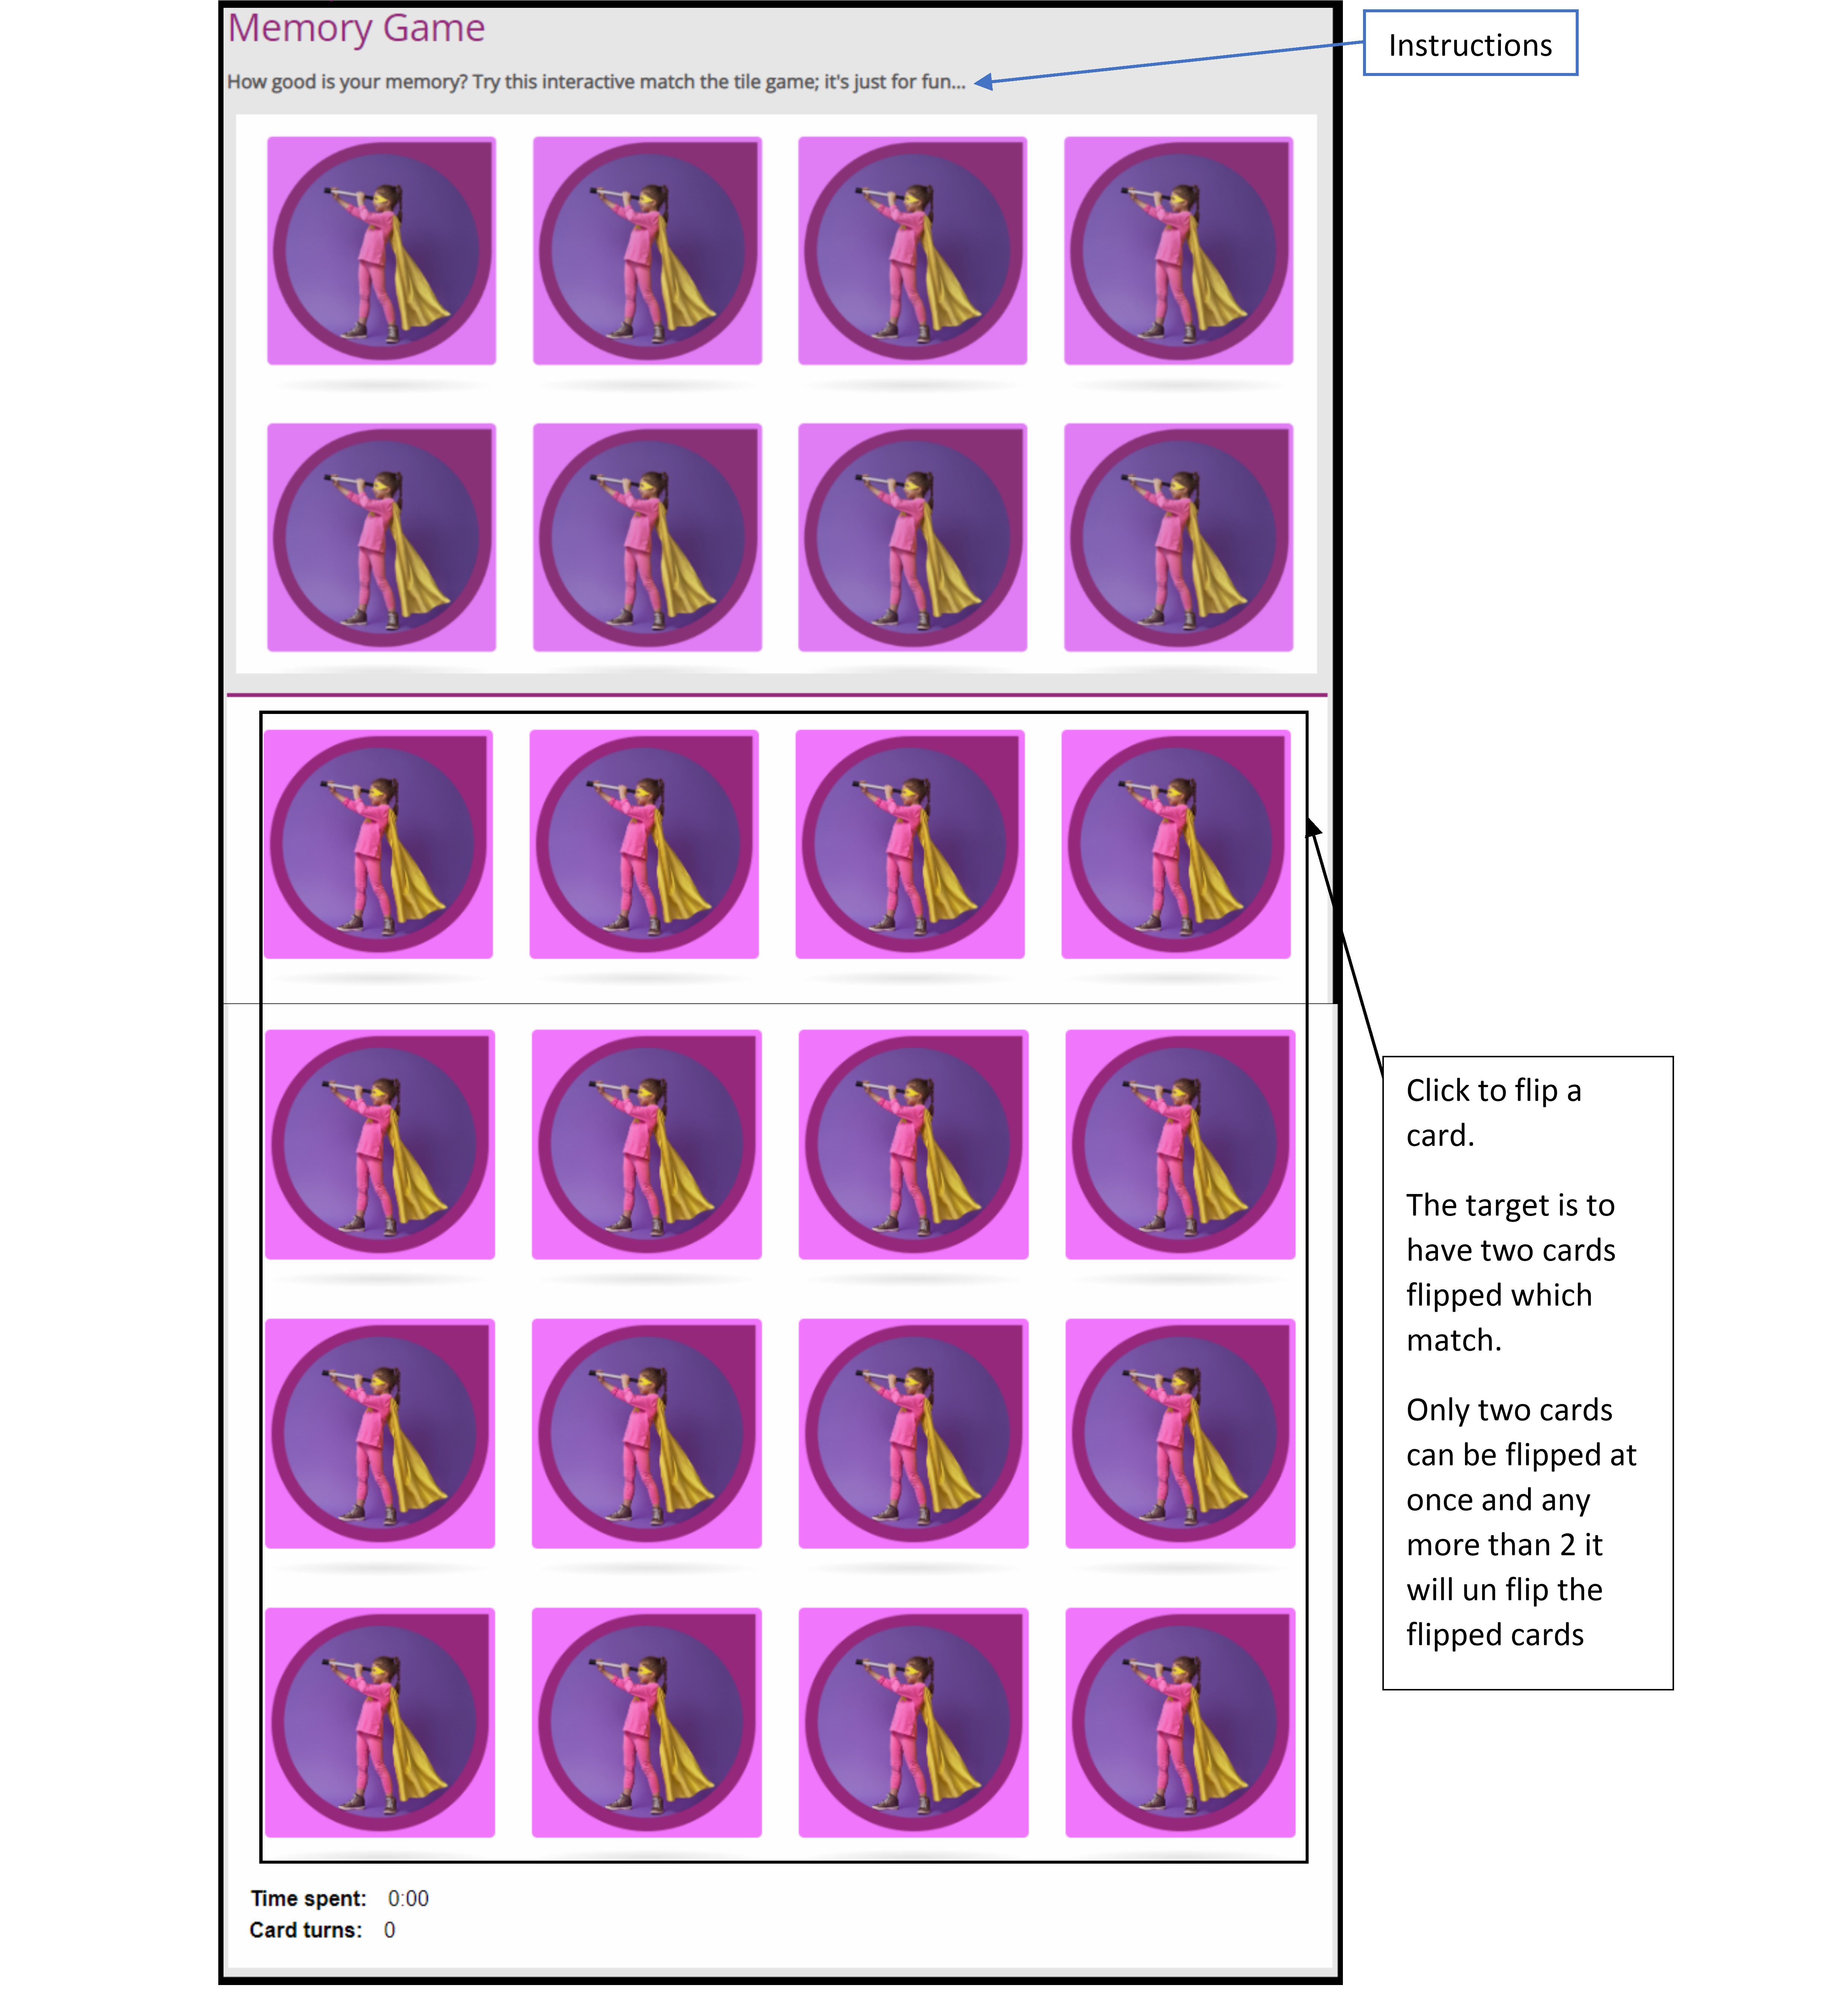 Memory Game
Instructions
How good is your memory? Try this interactive match the tile game; it's just for fun...
Click to flip a
card.
The target is to
have two cards
flipped which
match.
Only two cards
can be flipped at
once and any
more than 2 it
will un flip the
flipped cards
Time spent: 0:00
Card turns: 0